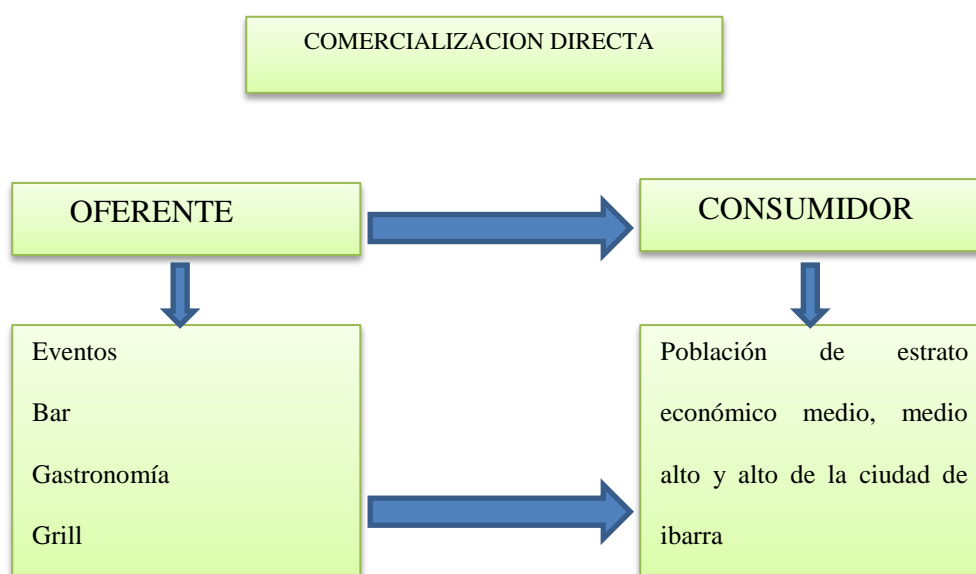 COMERCIALIZACION DIRECTA
OFERENTE
CONSUMIDOR
Eventos
Bar
Gastronomía
Grill
Población de estrato
económico medio, medio
alto y alto de la ciudad de
ibarra